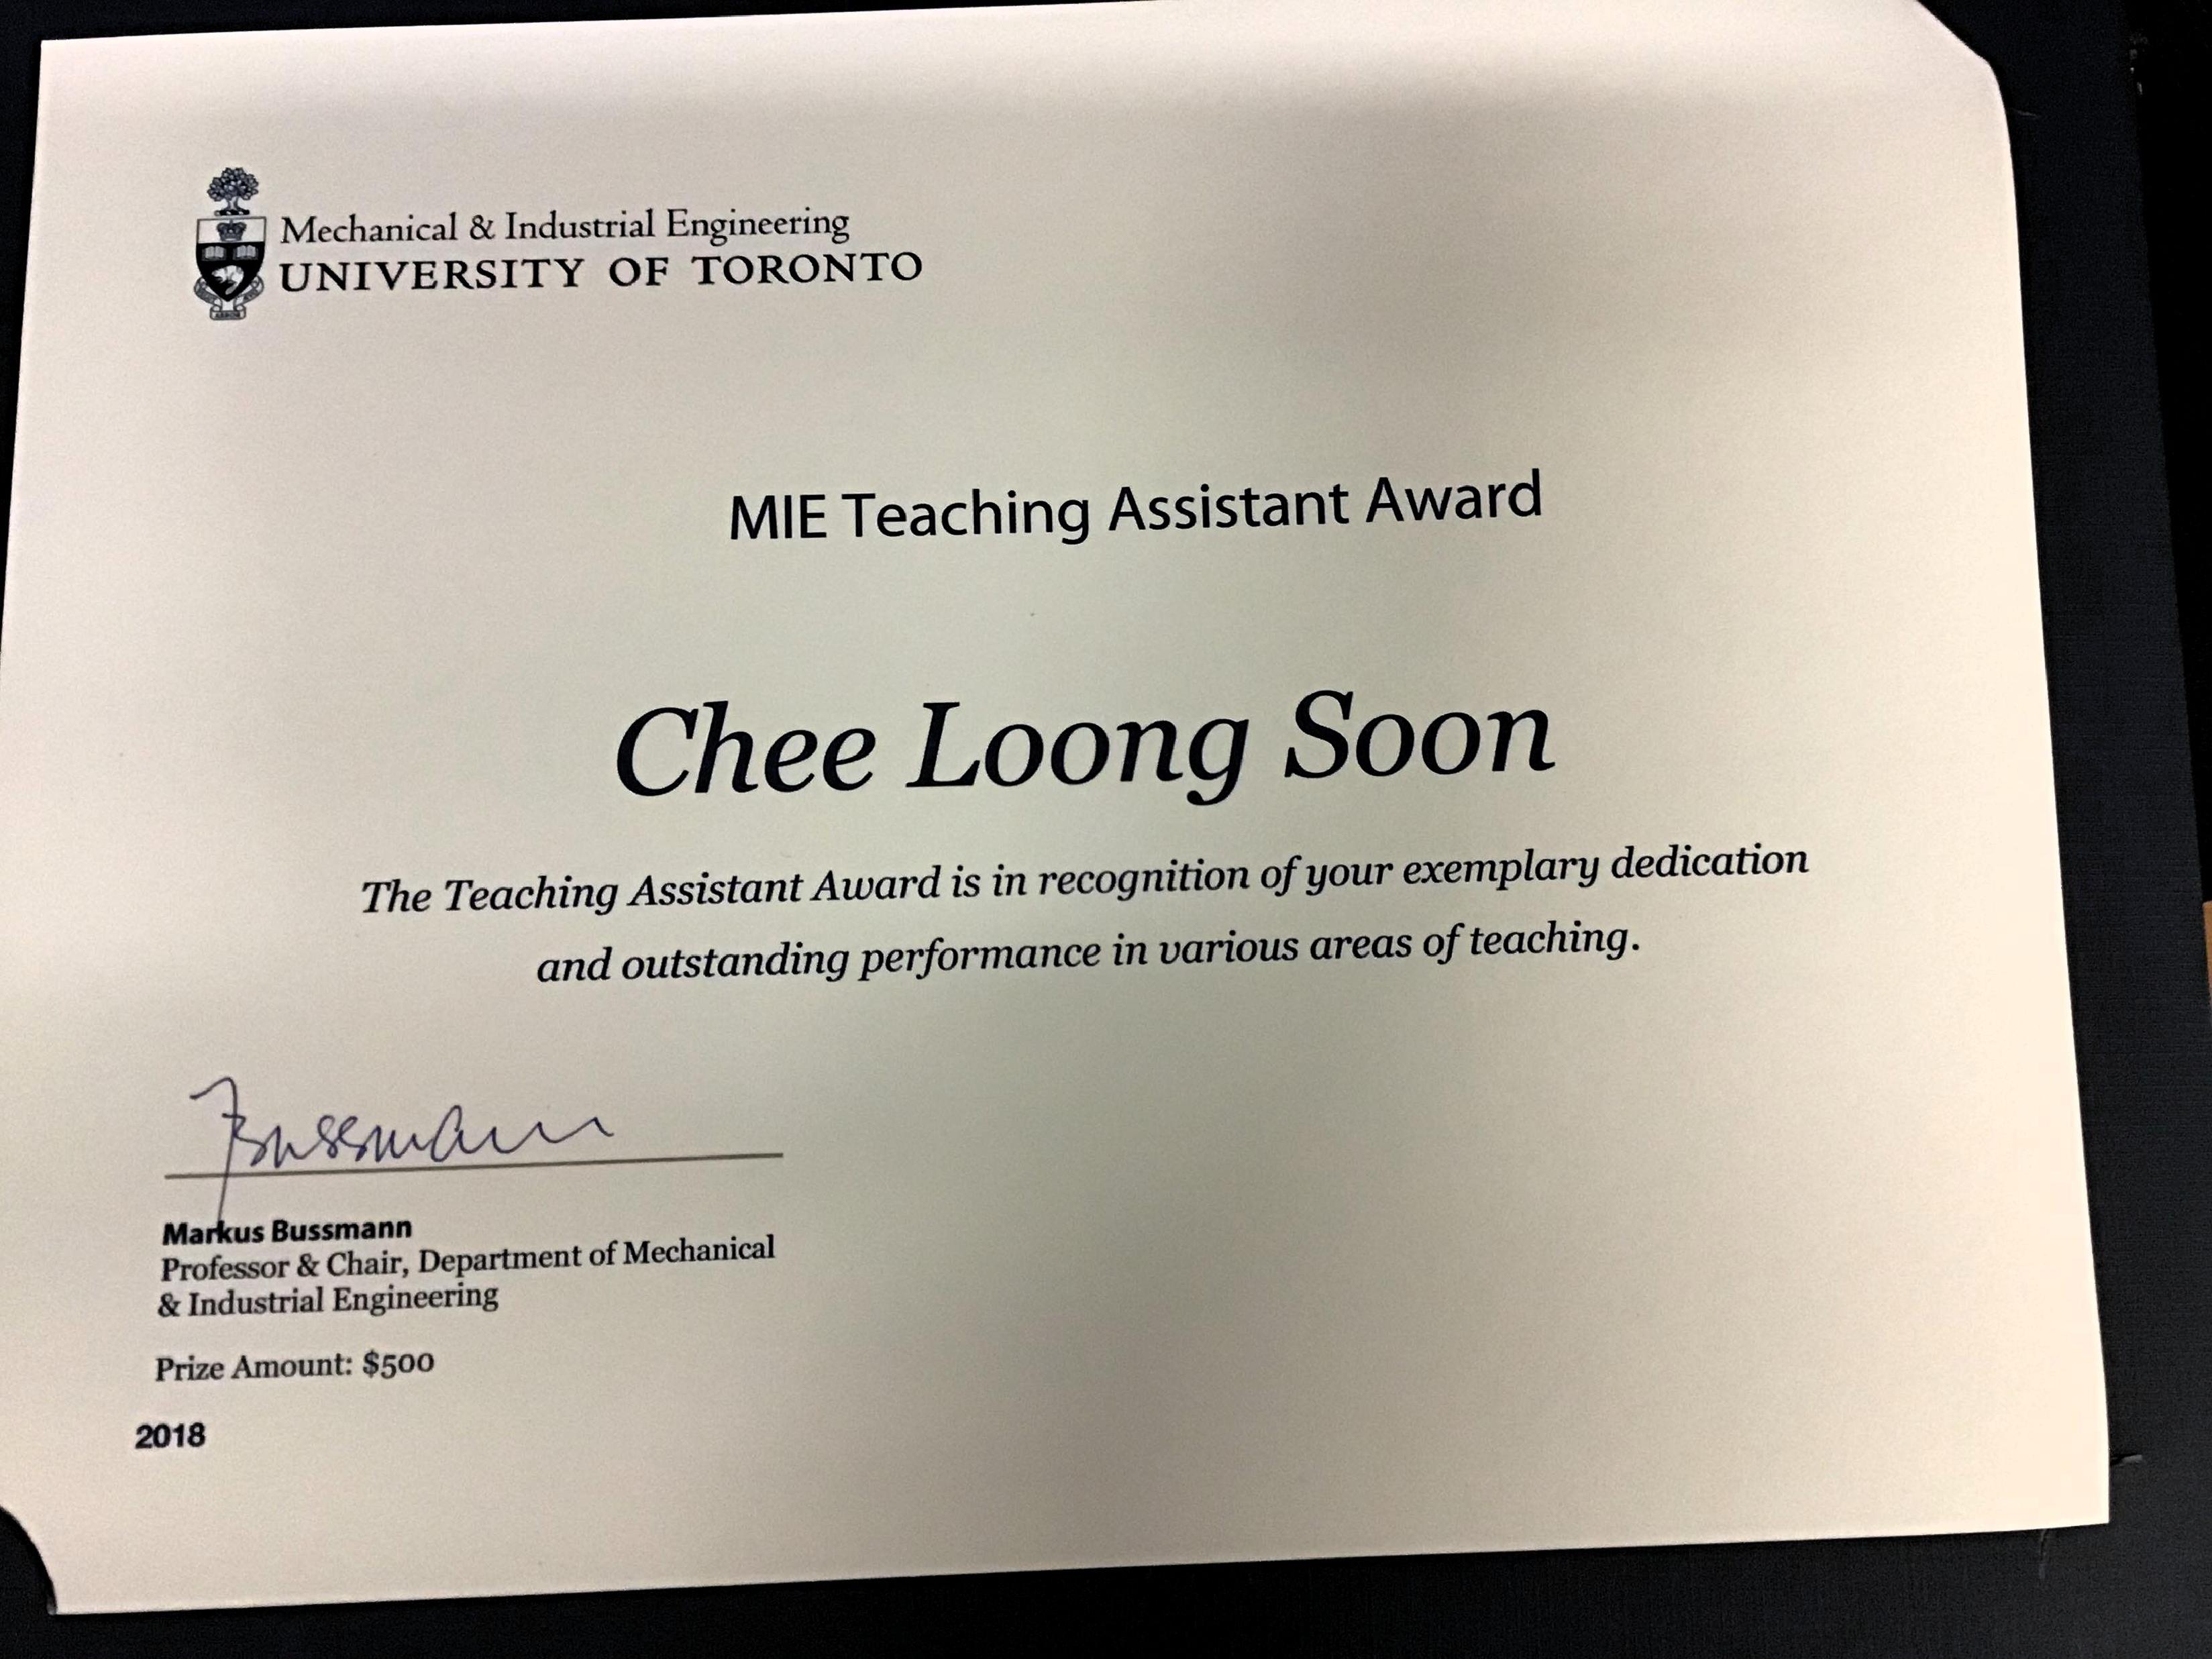 Mechanical & Industrial Engineering
UNIVERSITY OF TORONTO
MIE Teaching Assistant Award
Chee Loong Soon
The Teaching Assistant Award is in recognition of your exemplary dedication
and outstanding performance in various areas of teaching.
Bussmann
Markus Bussmann
Professor & Chair, Department of Mechanical
& Industrial Engineering
Prize Amount: $500
2018